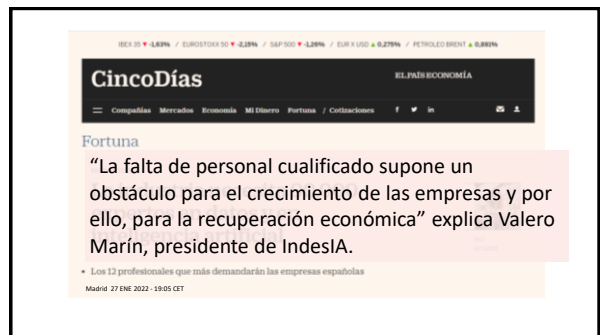 IBEX 35 ▼ -1,63% / EUROSTOXX 50 ▼ -2,15% / S&P 500 ▼ -1,26% / EUR X USD ▲ 0,275% / PETROLEO BRENT ▲ 0,891%
CincoDías
EL PAÍS ECONOMÍA
Compañías Mercados Economía Mi Dinero Fortuna / Cotizaciones
Fortuna
“La falta de personal cualificado supone un
obstáculo para el crecimiento de las empresas y por
ello, para la recuperación económica” explica Valero
Marín, presidente de IndesIA.
inteligencia artificial
• Los 12 profesionales que más demandarán las empresas españolas
Madrid 27 ENE 2022 - 19:05 CET